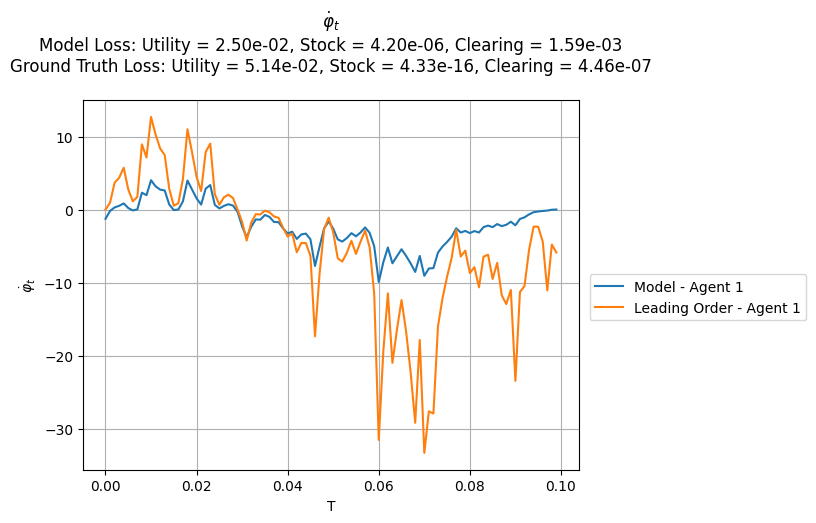 φ̇_t
Model Loss: Utility = 2.50e-02, Stock = 4.20e-06, Clearing = 1.59e-03
Ground Truth Loss: Utility = 5.14e-02, Stock = 4.33e-16, Clearing = 4.46e-07
10
0
−10
−20
−30
φ̇_t
0.00
0.02
0.04
0.06
0.08
0.10
T
Model - Agent 1
Leading Order - Agent 1